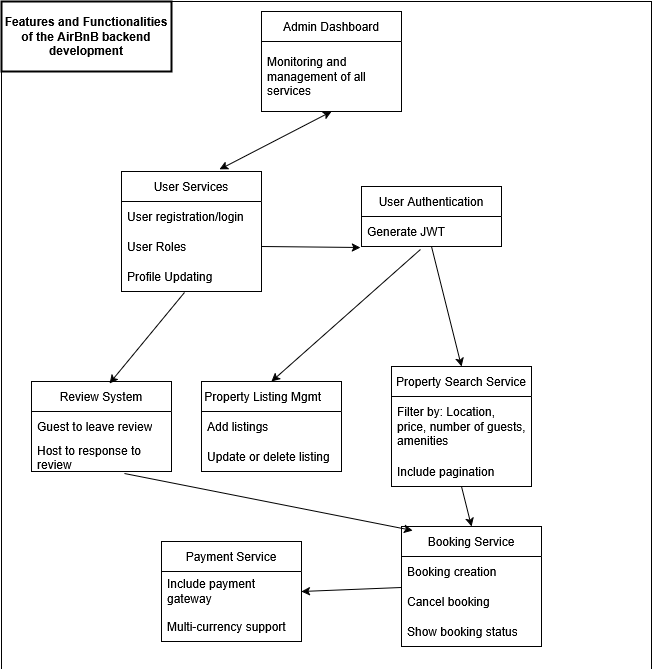 Features and Functionalities
of the AirBnB backend
development
Admin Dashboard
Monitoring and
management of all
services
User Services
User registration/login
User Roles
Profile Updating
User Authentication
Generate JWT
Review System
Guest to leave review
Host to response to
review
Property Listing Mgmt
Add listings
Update or delete listing
Property Search Service
Filter by: Location,
price, number of guests,
amenities
Include pagination
Payment Service
Include payment
gateway
Multi-currency support
Booking Service
Booking creation
Cancel booking
Show booking status